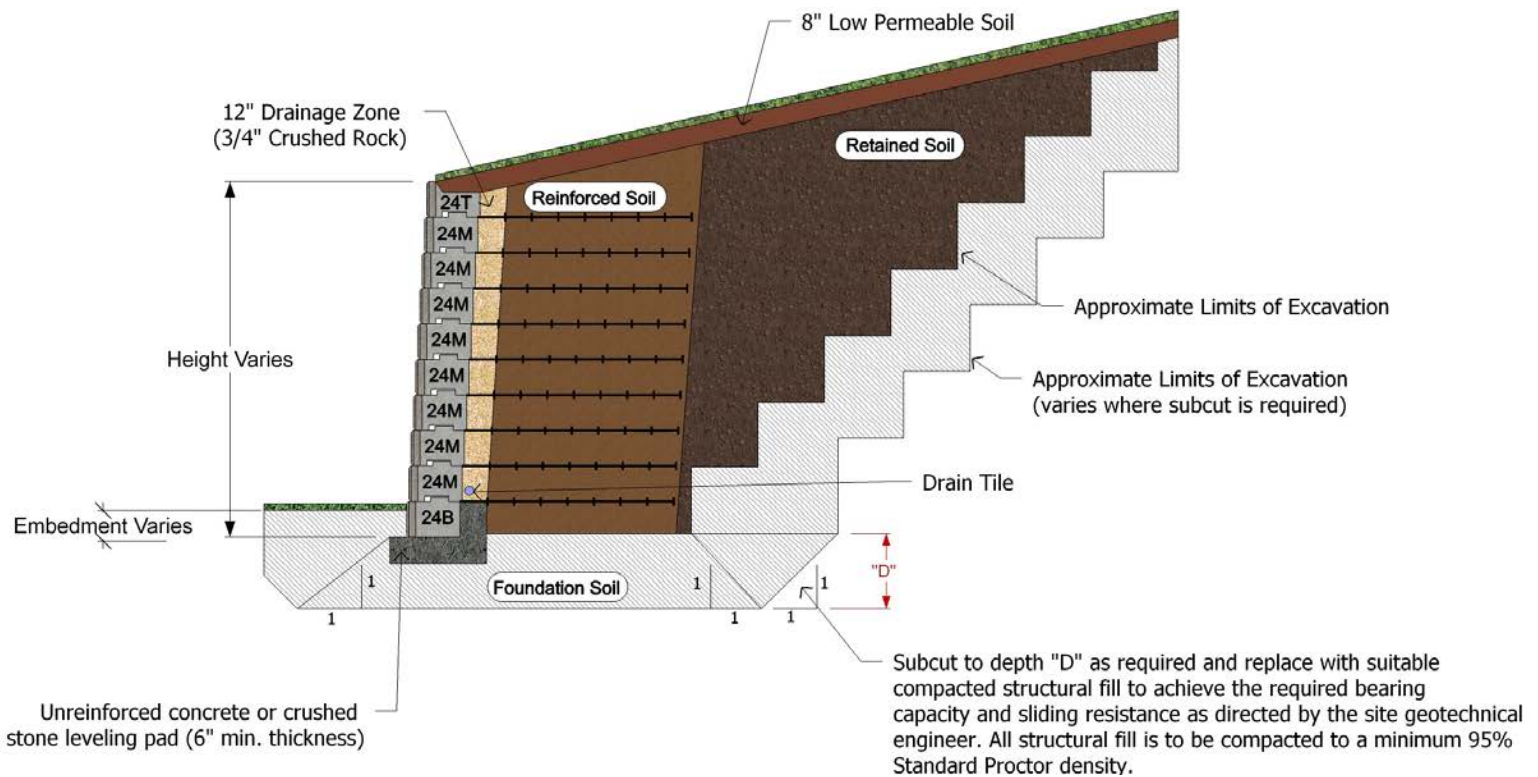 8" Low Permeable Soil
12" Drainage Zone
(3/4" Crushed Rock)
Retained Soil
Reinforced Soil
24T
24M
24M
24M
24M
24M
24M
24M
24M
24B
Height Varies
Approximate Limits of Excavation
Approximate Limits of Excavation
(varies where subcut is required)
Drain Tile
Embedment Varies
"D"
Foundation Soil
1
1
1
1
1
1
Unreinforced concrete or crushed
stone leveling pad (6" min. thickness)
Subcut to depth "D" as required and replace with suitable
compacted structural fill to achieve the required bearing
capacity and sliding resistance as directed by the site geotechnical
engineer. All structural fill is to be compacted to a minimum 95%
Standard Proctor density.